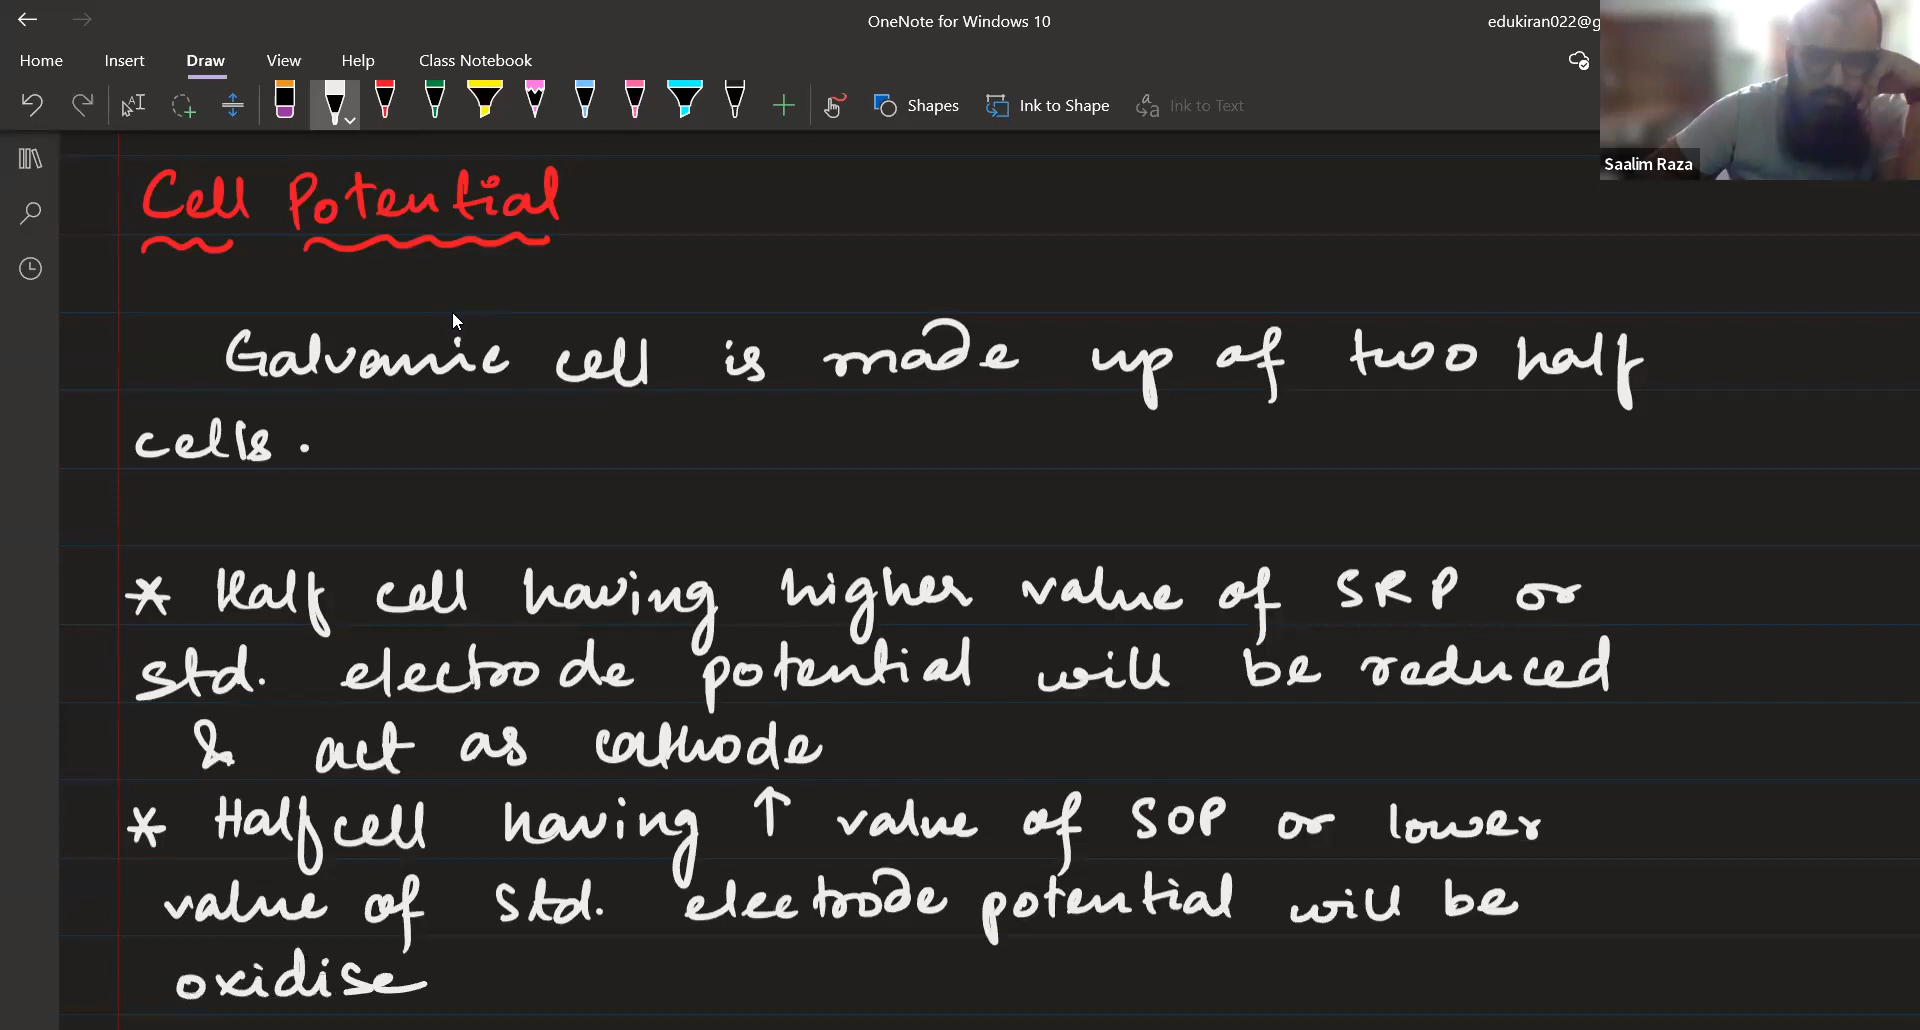 OneNote for Windows 10
edukiran022@g
Home Insert Draw View Help Class Notebook
Shapes Ink to Shape Ink to Text
Saalim Raza
Cell Potential
Galvanic cell is made up of two half
cells.
* Half cell having higher value of SRP or
std. electrode potential will be reduced
& act as cathode
* Half cell having ↑ value of SOP or lower
value of std. electrode potential will be
oxidise